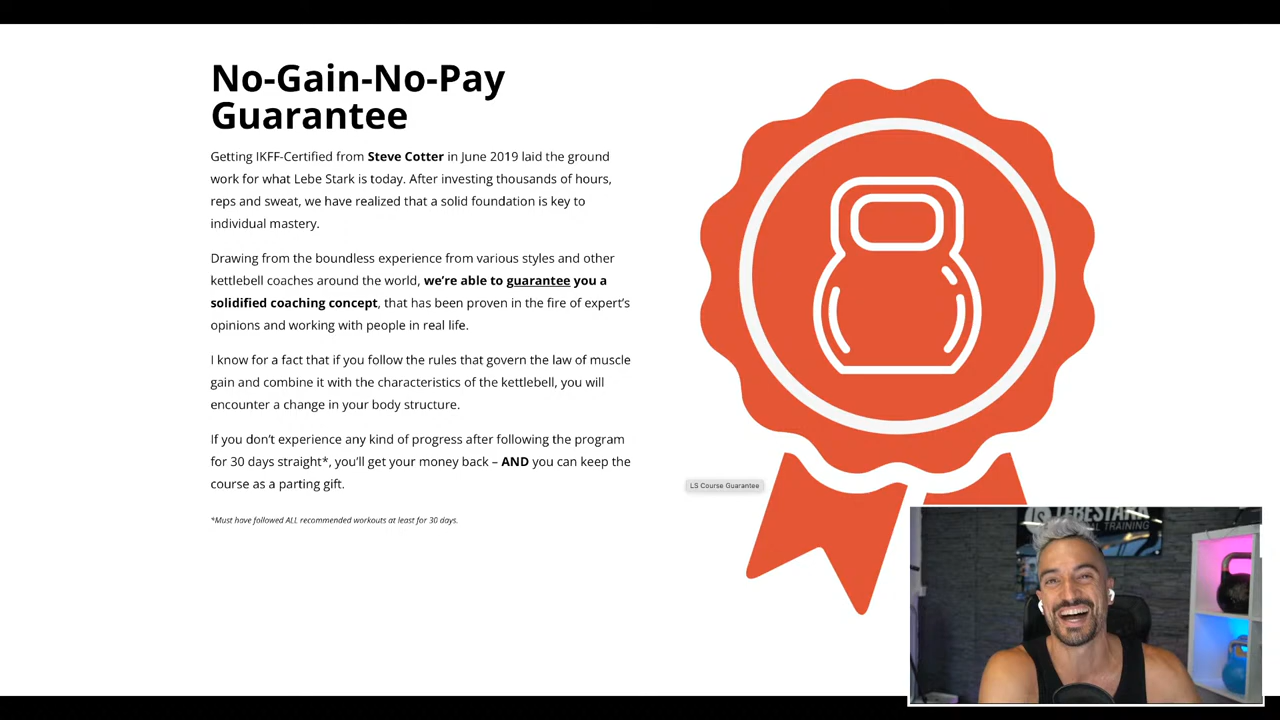 No-Gain-No-Pay
Guarantee
Getting IKFF-Certified from Steve Cotter in June 2019 laid the ground
work for what Lebe Stark is today. After investing thousands of hours,
reps and sweat, we have realized that a solid foundation is key to
individual mastery.
Drawing from the boundless experience from various styles and other
kettlebell coaches around the world, we’re able to guarantee you a
solidified coaching concept, that has been proven in the fire of expert’s
opinions and working with people in real life.
I know for a fact that if you follow the rules that govern the law of muscle
gain and combine it with the characteristics of the kettlebell, you will
encounter a change in your body structure.
If you don’t experience any kind of progress after following the program
for 30 days straight*, you’ll get your money back – AND you can keep the
course as a parting gift.
*Must have followed ALL recommended workouts at least for 30 days.
LS Course Guarantee
TRAINING